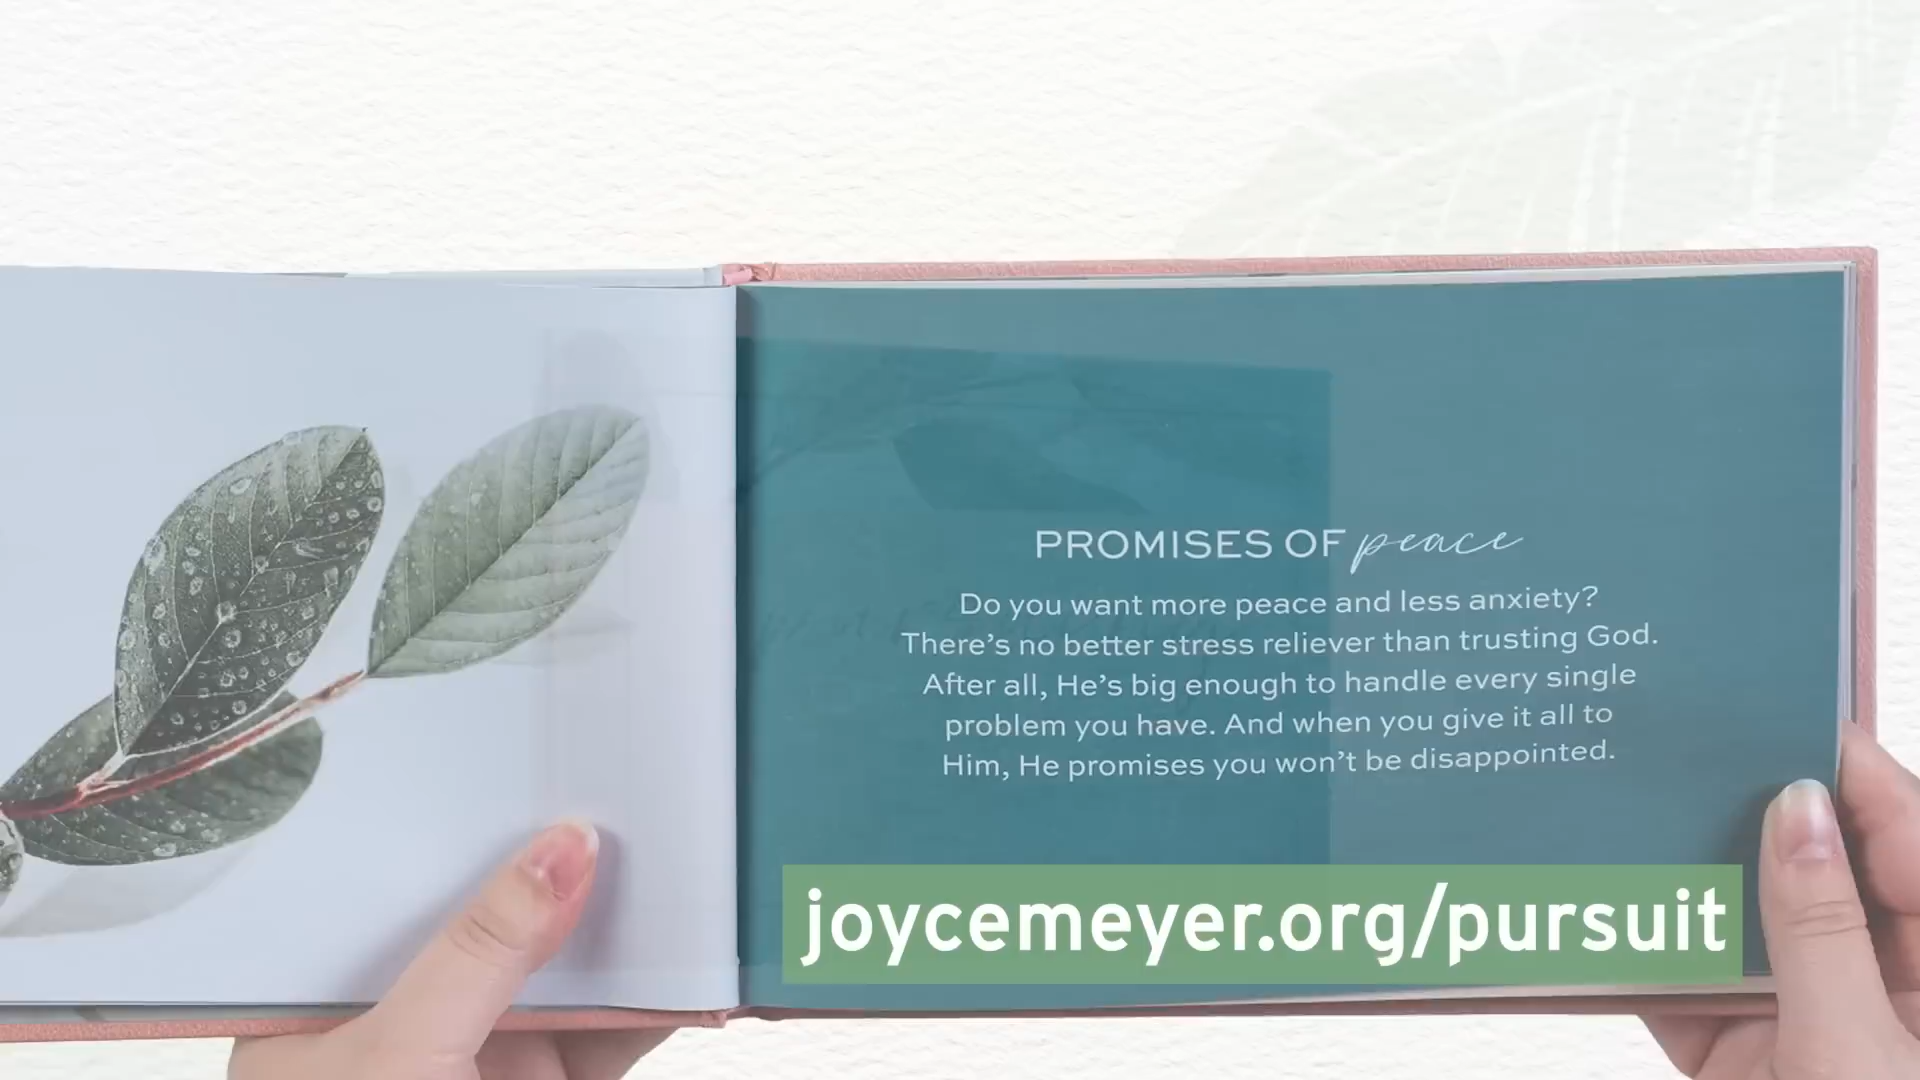 PROMISES OF peace
Do you want more peace and less anxiety?
There's no better stress reliever than trusting God.
After all, He's big enough to handle every single
problem you have. And when you give it all to
Him, He promises you won't be disappointed.
joycemeyer.org/pursuit